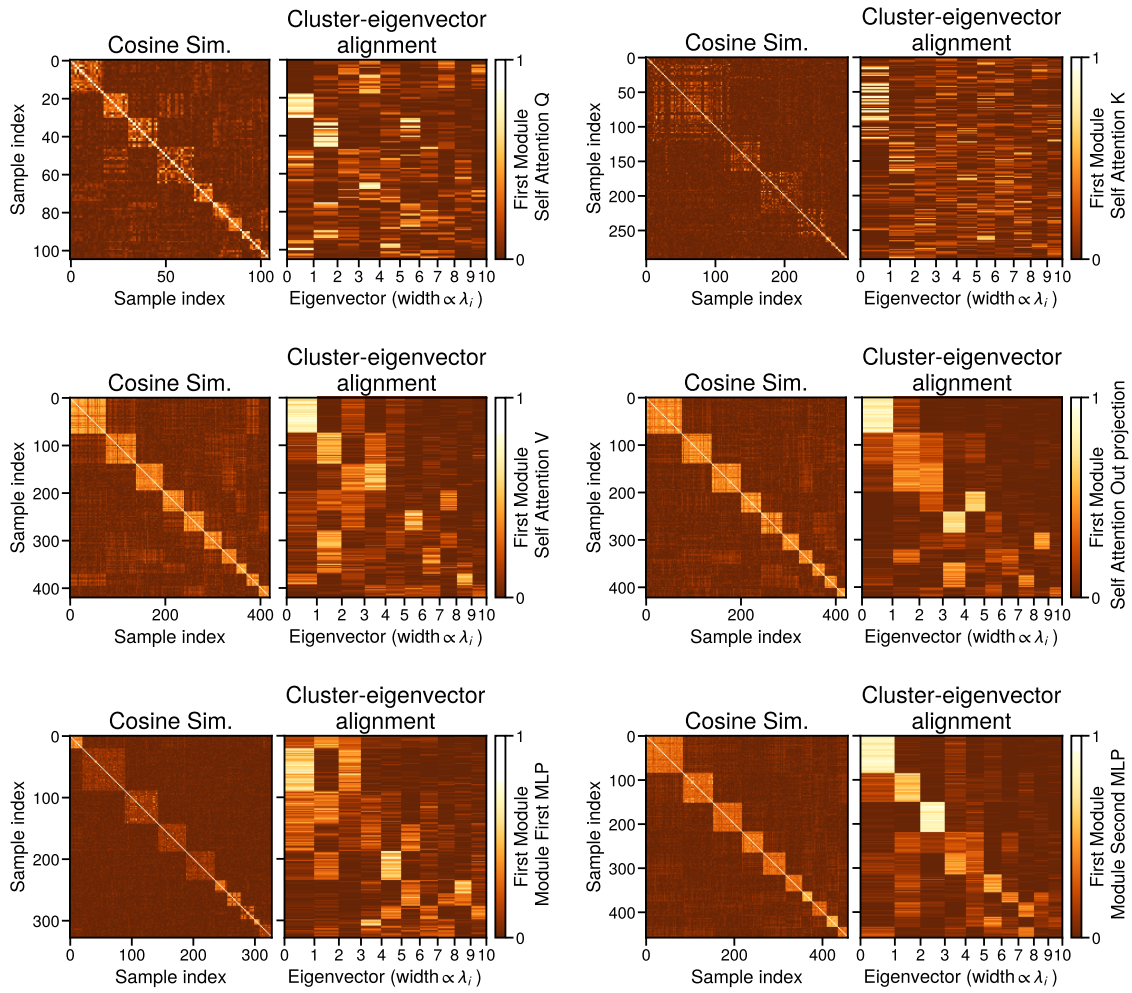 Cluster-eigenvector
Cosine Sim. alignment
0
20
40
60
80
100
Sample index
0 50 100
Sample index
0 1 2 3 4 5 6 7 8 9 10
Eigenvector (width ∝ λᵢ )
1
0
First Module
Self Attention Q
Cluster-eigenvector
Cosine Sim. alignment
0
50
100
150
200
250
Sample index
0 100 200
Sample index
0 1 2 3 4 5 6 7 8 9 10
Eigenvector (width ∝ λᵢ )
1
0
First Module
Self Attention K
Cluster-eigenvector
Cosine Sim. alignment
0
100
200
300
400
Sample index
0 200 400
Sample index
0 1 2 3 4 5 6 7 8 9 10
Eigenvector (width ∝ λᵢ )
1
0
First Module
Self Attention V
Cluster-eigenvector
Cosine Sim. alignment
0
100
200
300
400
Sample index
0 200 400
Sample index
0 1 2 3 4 5 6 7 8 9 10
Eigenvector (width ∝ λᵢ )
1
0
First Module
Self Attention Out projection
Cluster-eigenvector
Cosine Sim. alignment
0
100
200
300
Sample index
0 100 200 300
Sample index
0 1 2 3 4 5 6 7 8 9 10
Eigenvector (width ∝ λᵢ )
1
0
First Module
Module First MLP
Cluster-eigenvector
Cosine Sim. alignment
0
100
200
300
400
Sample index
0 200 400
Sample index
0 1 2 3 4 5 6 7 8 9 10
Eigenvector (width ∝ λᵢ )
1
0
First Module
Module Second MLP